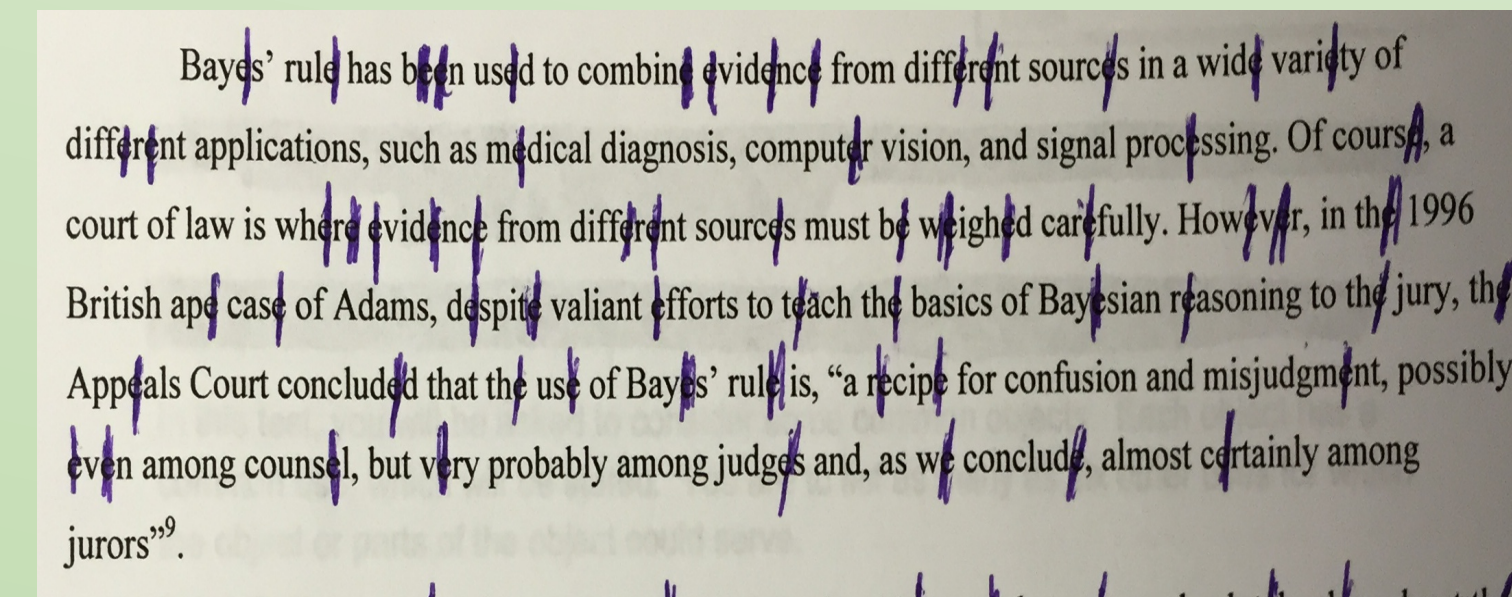 Bayes’ rule has been used to combine evidence from different sources in a wide variety of
different applications, such as medical diagnosis, computer vision, and signal processing. Of course, a
court of law is where evidence from different sources must be weighed carefully. However, in the 1996
British ape case of Adams, despite valiant efforts to teach the basics of Bayesian reasoning to the jury, the
Appeals Court concluded that the use of Bayes’ rule is, “a recipe for confusion and misjudgment, possibly
even among counsel, but very probably among judges and, as we conclude, almost certainly among
jurors”⁹.